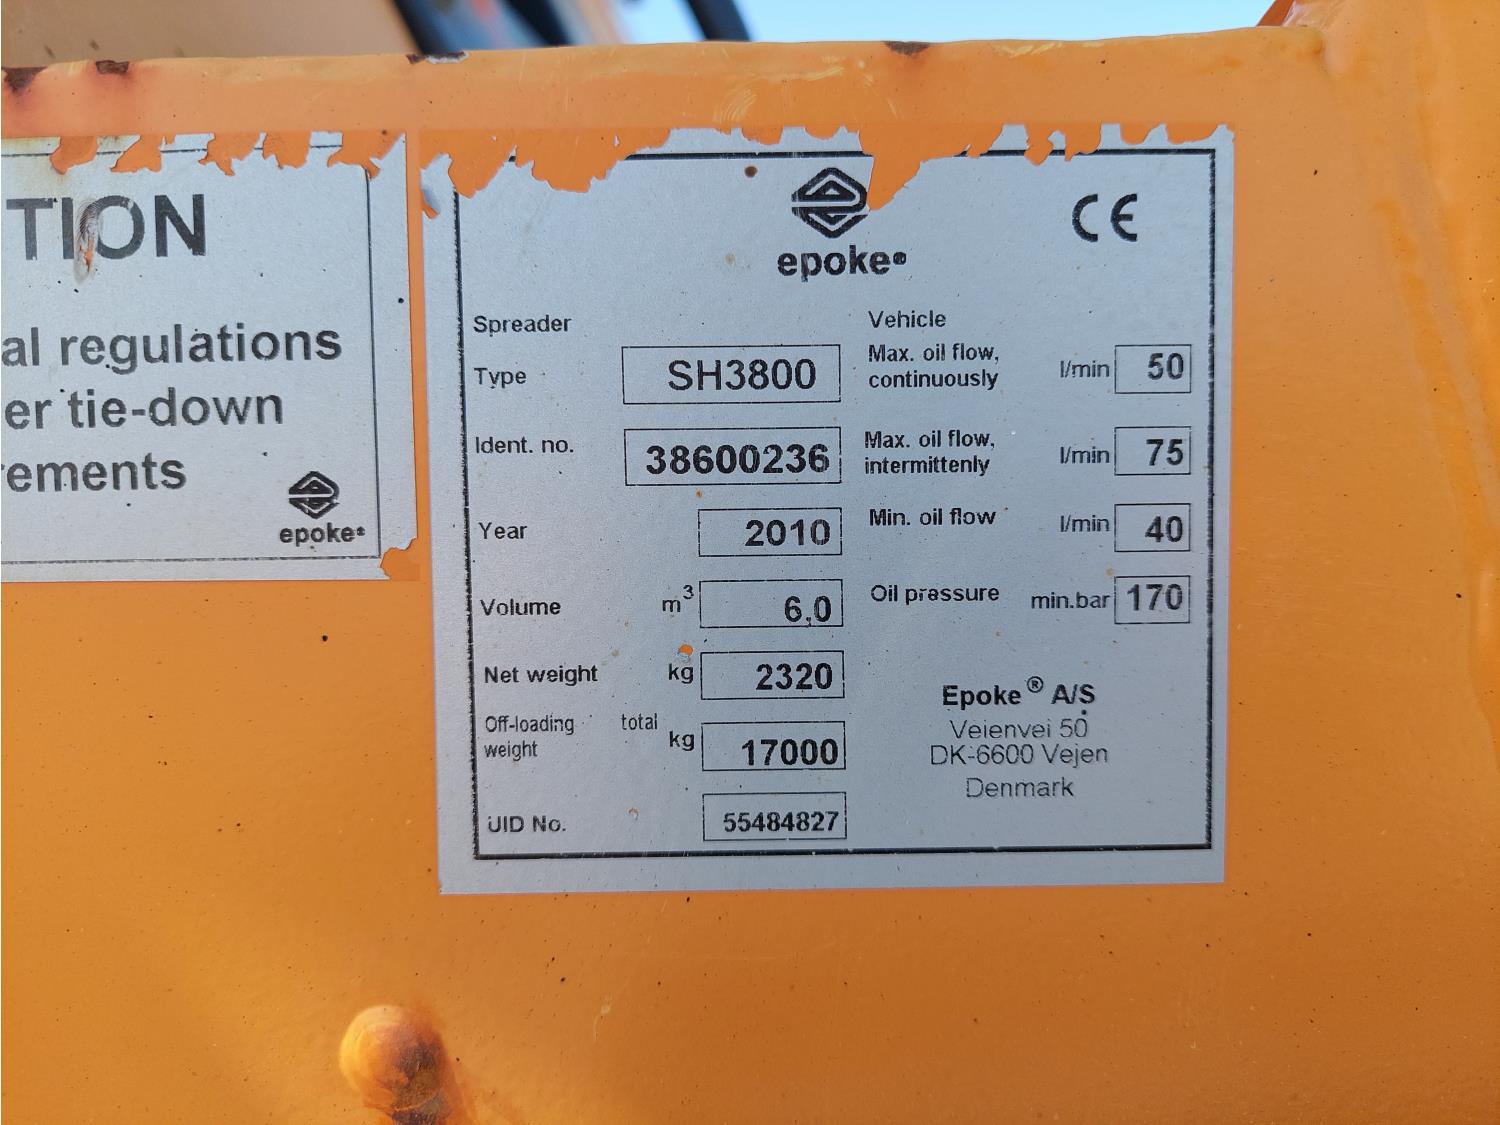 TION
al regulations
er tie-down
rements
epoke®
epoke®
CE
Spreader
Type SH3800
Ident. no. 38600236
Year 2010
Volume m³ 6,0
Net weight kg 2320
Off-loading total
weight kg 17000
UID No. 55484827
Vehicle
Max. oil flow,
continuously l/min 50
Max. oil flow,
intermittenly l/min 75
Min. oil flow l/min 40
Oil pressure min.bar 170
Epoke® A/S
Vejenvej 50
DK-6600 Vejen
Denmark